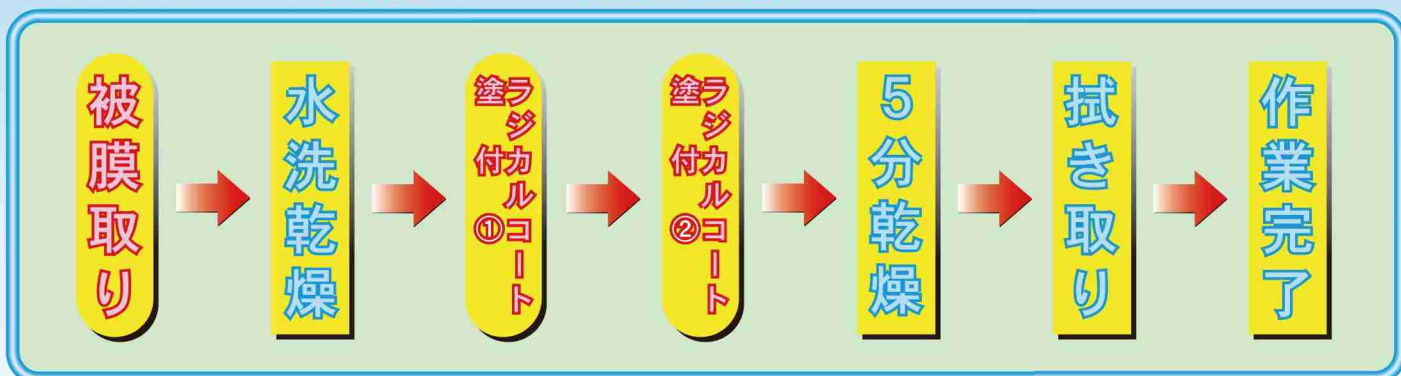 被膜取り
水洗乾燥
ラジカルコート
塗付①
ラジカルコート
塗付②
5分乾燥
拭き取り
作業完了